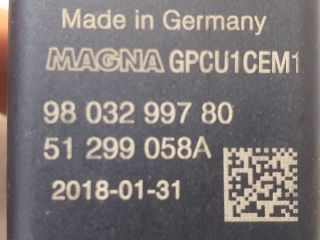 Made in Germany
MAGNA GPCU1CEM1
98 032 997 80
51 299 058A
2018-01-31